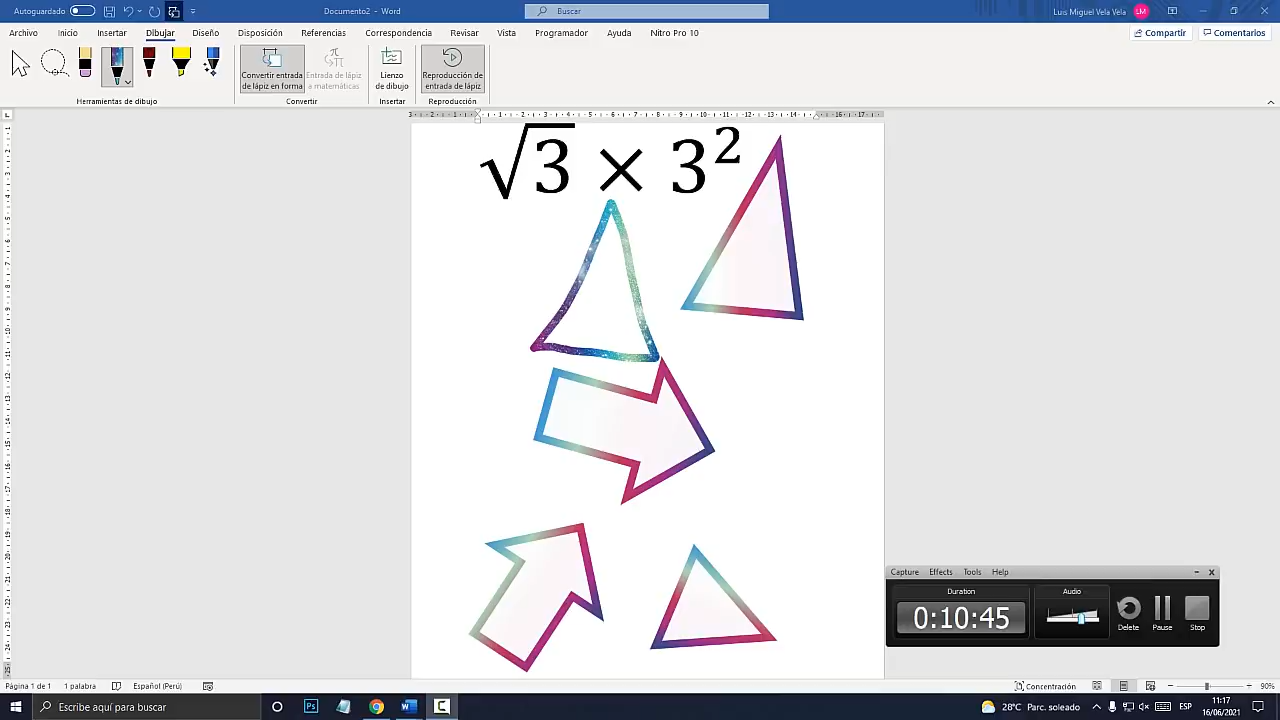 Autoguardado
Documento2 - Word
Buscar
Luis Miguel Vela Vela
LM
Archivo
Inicio
Insertar
Dibujar
Diseño
Disposición
Referencias
Correspondencia
Revisar
Vista
Programador
Ayuda
Nitro Pro 10
Compartir
Comentarios
Convertir entrada
de lápiz en forma
Entrada de lápiz
a matemáticas
Lienzo
de dibujo
Reproducción de
entrada de lápiz
Herramientas de dibujo
Convertir
Insertar
Reproducción
√3 × 3²
Capture
Effects
Tools
Help
Duration
Audio
0:10:45
Delete
Pause
Stop
Página 1 de 1
1 palabra
Español (Perú)
Concentración
90%
Escribe aquí para buscar
28°C Parc. soleado
ESP
11:17
16/06/2021